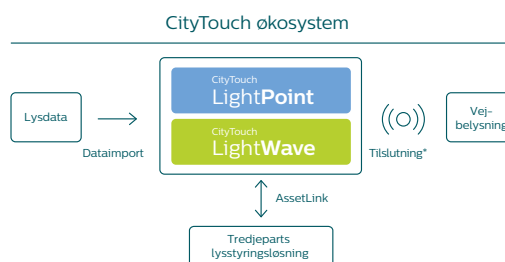 CityTouch økosystem
CityTouch
LightPoint
CityTouch
LightWave
Lysdata
Dataimport
Tilslutning*
Vej-
belysning
AssetLink
Tredjeparts
lysstyringsløsning